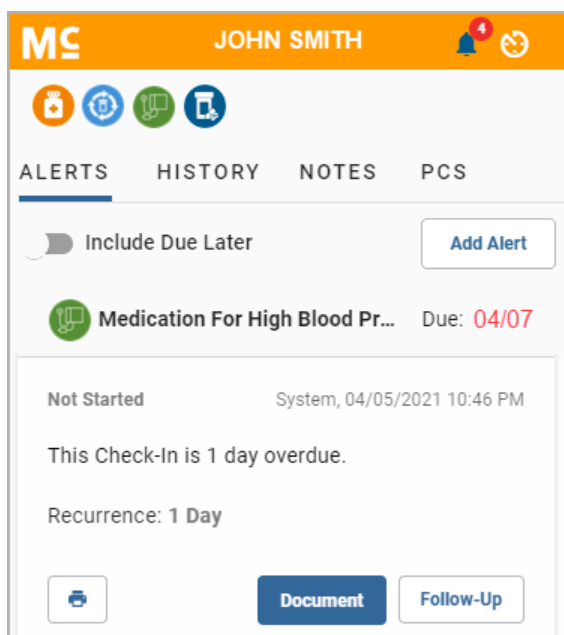 Mc JOHN SMITH 4
ALERTS HISTORY NOTES PCS
Include Due Later Add Alert
Medication For High Blood Pr... Due: 04/07
Not Started System, 04/05/2021 10:46 PM
This Check-In is 1 day overdue.
Recurrence: 1 Day
Document Follow-Up